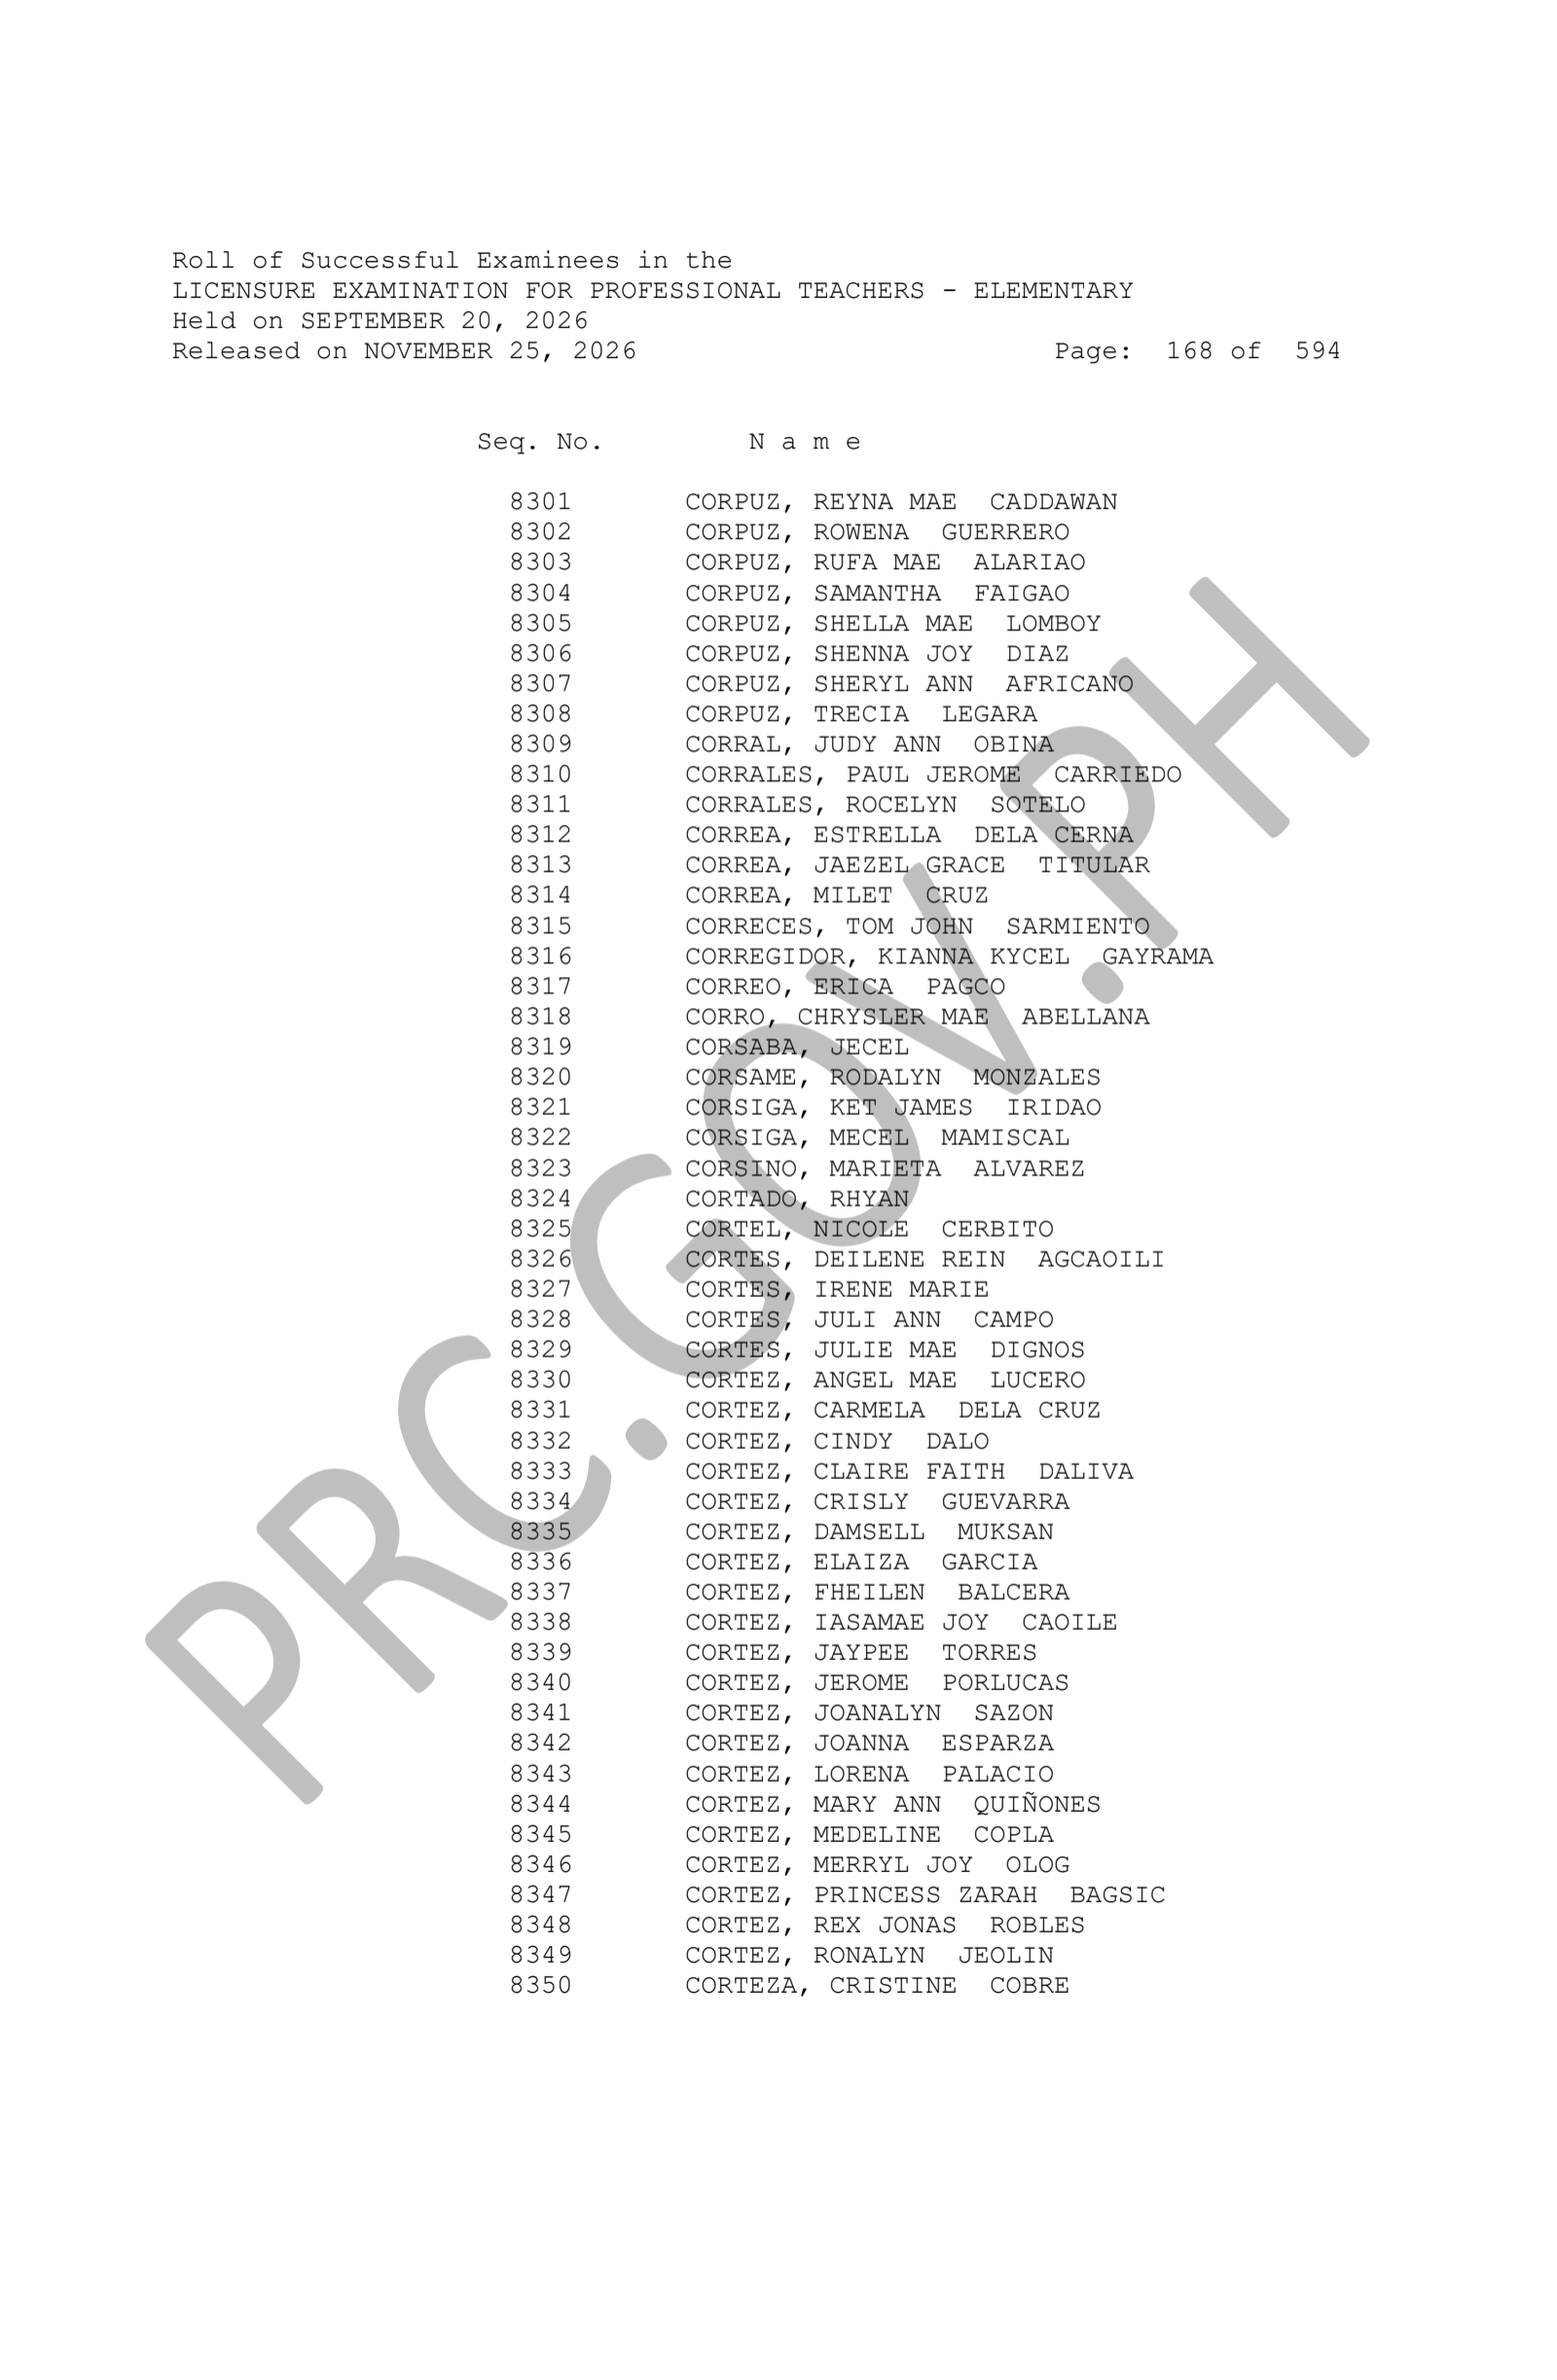 Roll of Successful Examinees in the
LICENSURE EXAMINATION FOR PROFESSIONAL TEACHERS - ELEMENTARY
Held on SEPTEMBER 20, 2026
Released on NOVEMBER 25, 2026 Page: 168 of 594
Seq. No. N a m e
8301 CORPUZ, REYNA MAE CADDAWAN
8302 CORPUZ, ROWENA GUERRERO
8303 CORPUZ, RUFA MAE ALARIAO
8304 CORPUZ, SAMANTHA FAIGAO
8305 CORPUZ, SHELLA MAE LOMBOY
8306 CORPUZ, SHENNA JOY DIAZ
8307 CORPUZ, SHERYL ANN AFRICANO
8308 CORPUZ, TRECIA LEGARA
8309 CORRAL, JUDY ANN OBINA
8310 CORRALES, PAUL JEROME CARRIEDO
8311 CORRALES, ROCELYN SOTELO
8312 CORREA, ESTRELLA DELA CERNA
8313 CORREA, JAEZEL GRACE TITULAR
8314 CORREA, MILET CRUZ
8315 CORRECES, TOM JOHN SARMIENTO
8316 CORREGIDOR, KIANNA KYCEL GAYRAMA
8317 CORREO, ERICA PAGCO
8318 CORRO, CHRYSLER MAE ABELLANA
8319 CORSABA, JECEL
8320 CORSAME, RODALYN MONZALES
8321 CORSIGA, KET JAMES IRIDAO
8322 CORSIGA, MECEL MAMISCAL
8323 CORSINO, MARIETA ALVAREZ
8324 CORTADO, RHYAN
8325 CORTEL, NICOLE CERBITO
8326 CORTES, DEILENE REIN AGCAOILI
8327 CORTES, IRENE MARIE
8328 CORTES, JULI ANN CAMPO
8329 CORTES, JULIE MAE DIGNOS
8330 CORTEZ, ANGEL MAE LUCERO
8331 CORTEZ, CARMELA DELA CRUZ
8332 CORTEZ, CINDY DALO
8333 CORTEZ, CLAIRE FAITH DALIVA
8334 CORTEZ, CRISLY GUEVARRA
8335 CORTEZ, DAMSELL MUKSAN
8336 CORTEZ, ELAIZA GARCIA
8337 CORTEZ, FHEILEN BALCERA
8338 CORTEZ, IASAMAE JOY CAOILE
8339 CORTEZ, JAYPEE TORRES
8340 CORTEZ, JEROME PORLUCAS
8341 CORTEZ, JOANALYN SAZON
8342 CORTEZ, JOANNA ESPARZA
8343 CORTEZ, LORENA PALACIO
8344 CORTEZ, MARY ANN QUIÑONES
8345 CORTEZ, MEDELINE COPLA
8346 CORTEZ, MERRYL JOY OLOG
8347 CORTEZ, PRINCESS ZARAH BAGSIC
8348 CORTEZ, REX JONAS ROBLES
8349 CORTEZ, RONALYN JEOLIN
8350 CORTEZA, CRISTINE COBRE
PRC.GOV.PH